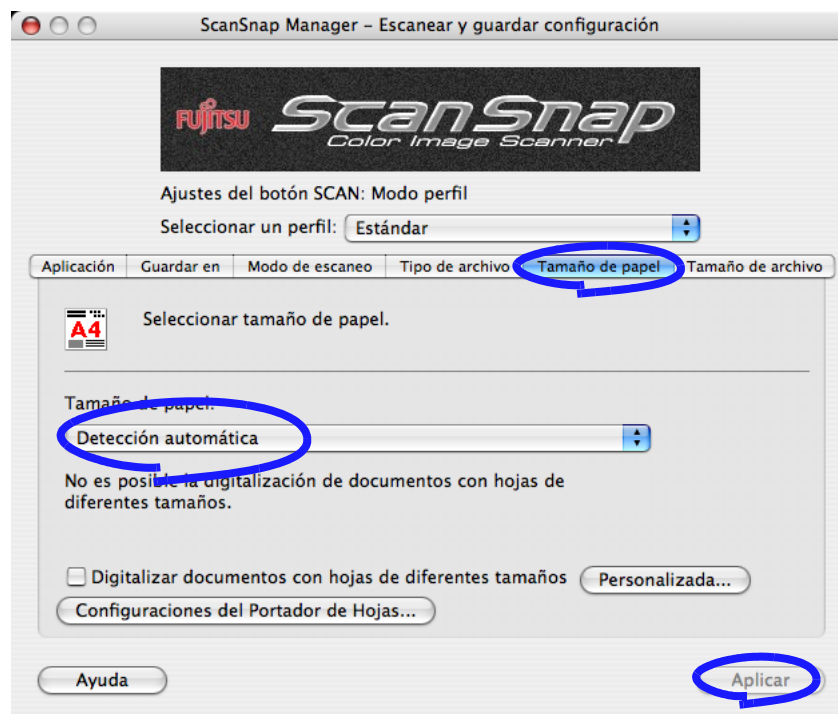 ScanSnap Manager – Escanear y guardar configuración
FUJITSU ScanSnap
Color Image Scanner
Ajustes del botón SCAN: Modo perfil
Seleccionar un perfil: Estándar
Aplicación Guardar en Modo de escaneo Tipo de archivo Tamaño de papel Tamaño de archivo
A4 Seleccionar tamaño de papel.
Tamaño de papel:
Detección automática
No es posible la digitalización de documentos con hojas de
diferentes tamaños.
Digitalizar documentos con hojas de diferentes tamaños Personalizada...
Configuraciones del Portador de Hojas...
Ayuda Aplicar